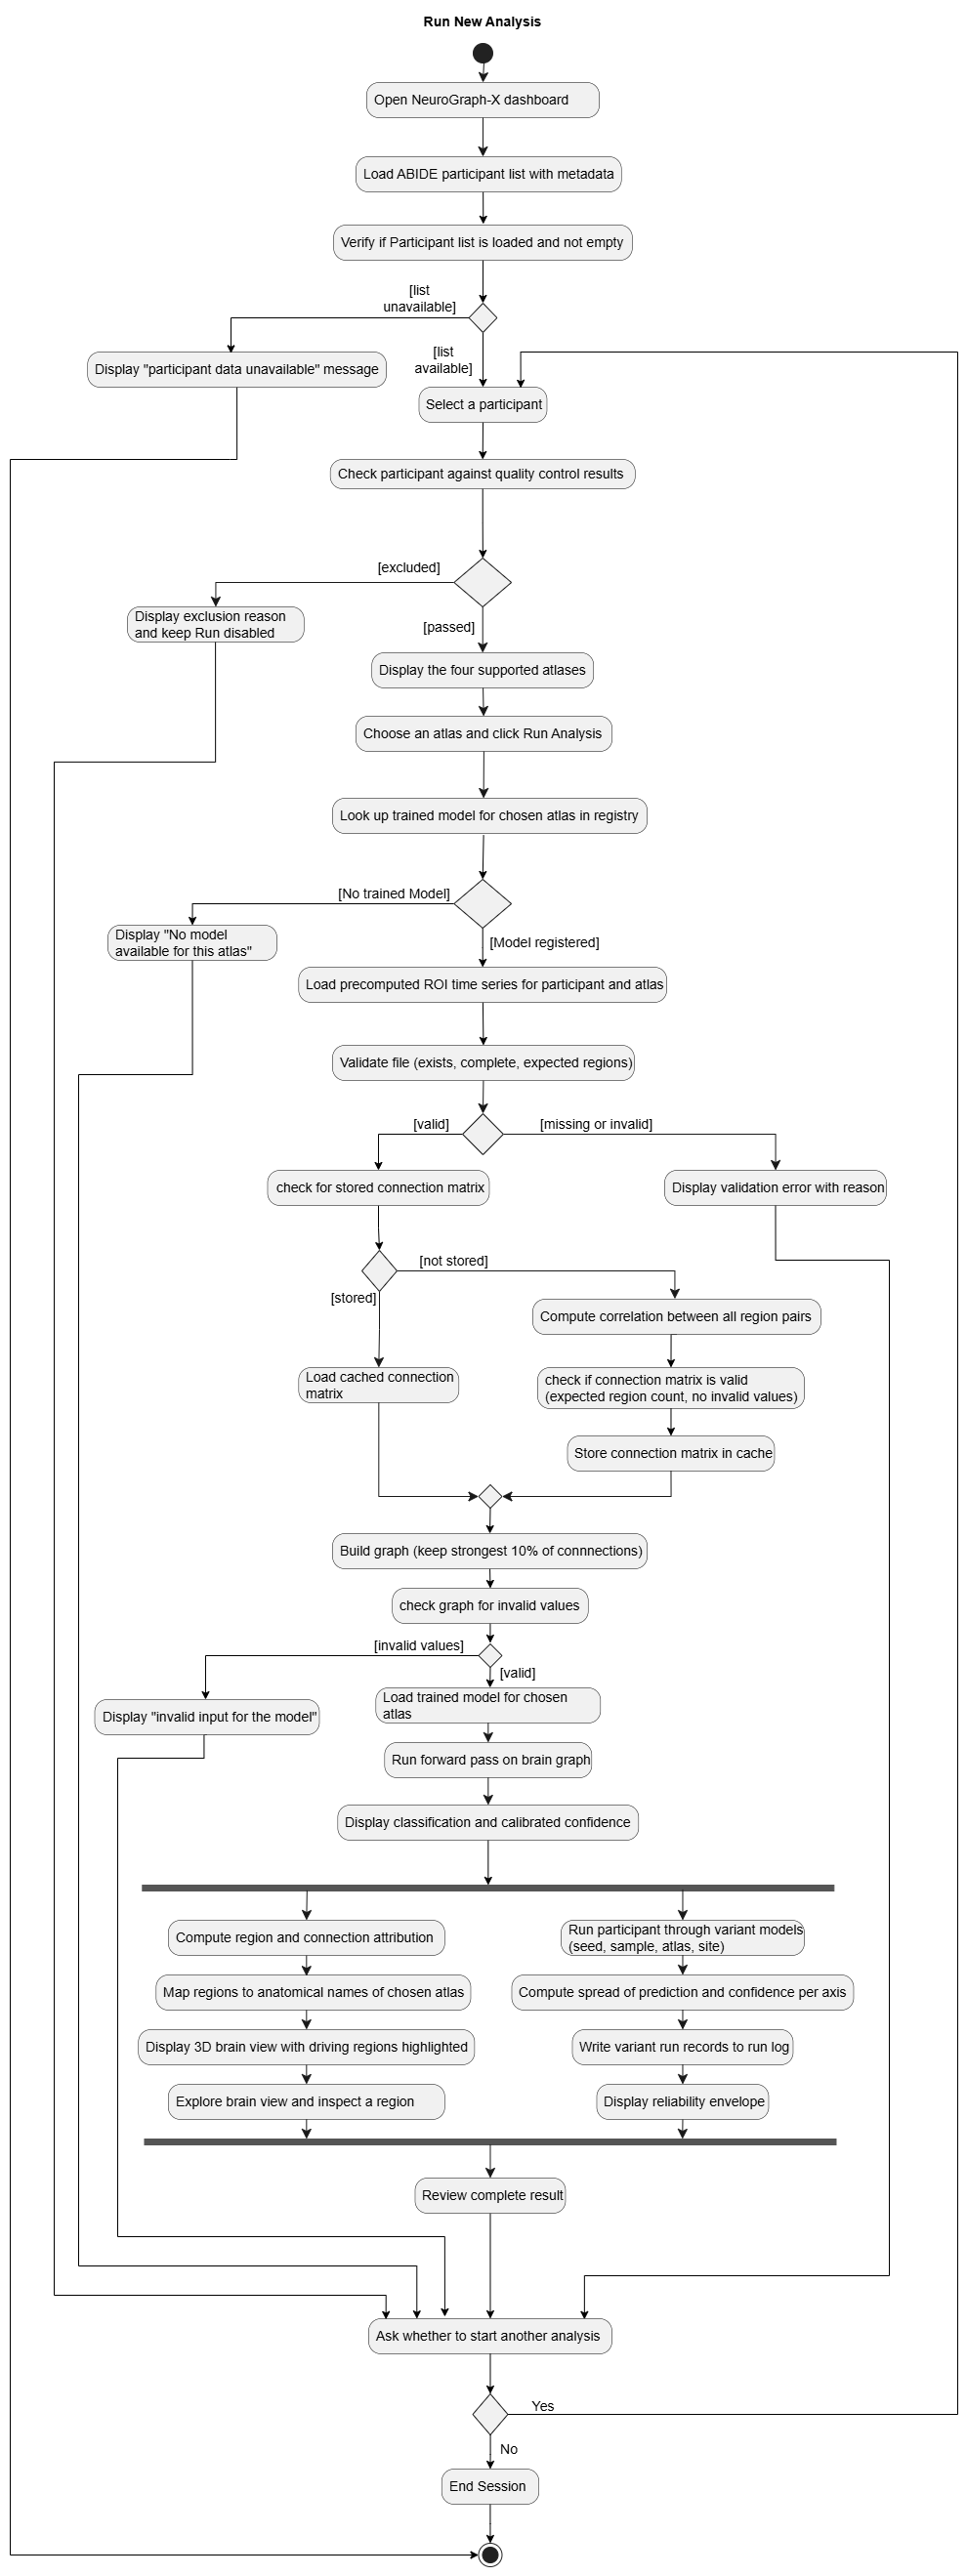 Run New Analysis
Open NeuroGraph-X dashboard
Load ABIDE participant list with metadata
Verify if Participant list is loaded and not empty
[list
unavailable]
[list
available]
Display "participant data unavailable" message
Select a participant
Check participant against quality control results
[excluded]
Display exclusion reason
and keep Run disabled
[passed]
Display the four supported atlases
Choose an atlas and click Run Analysis
Look up trained model for chosen atlas in registry
[No trained Model]
Display "No model
available for this atlas"
[Model registered]
Load precomputed ROI time series for participant and atlas
Validate file (exists, complete, expected regions)
[valid]
[missing or invalid]
check for stored connection matrix
Display validation error with reason
[not stored]
[stored]
Compute correlation between all region pairs
Load cached connection
matrix
check if connection matrix is valid
(expected region count, no invalid values)
Store connection matrix in cache
Build graph (keep strongest 10% of connnections)
check graph for invalid values
[invalid values]
[valid]
Display "invalid input for the model"
Load trained model for chosen
atlas
Run forward pass on brain graph
Display classification and calibrated confidence
Compute region and connection attribution
Run participant through variant models
(seed, sample, atlas, site)
Map regions to anatomical names of chosen atlas
Compute spread of prediction and confidence per axis
Display 3D brain view with driving regions highlighted
Write variant run records to run log
Explore brain view and inspect a region
Display reliability envelope
Review complete result
Ask whether to start another analysis
Yes
No
End Session